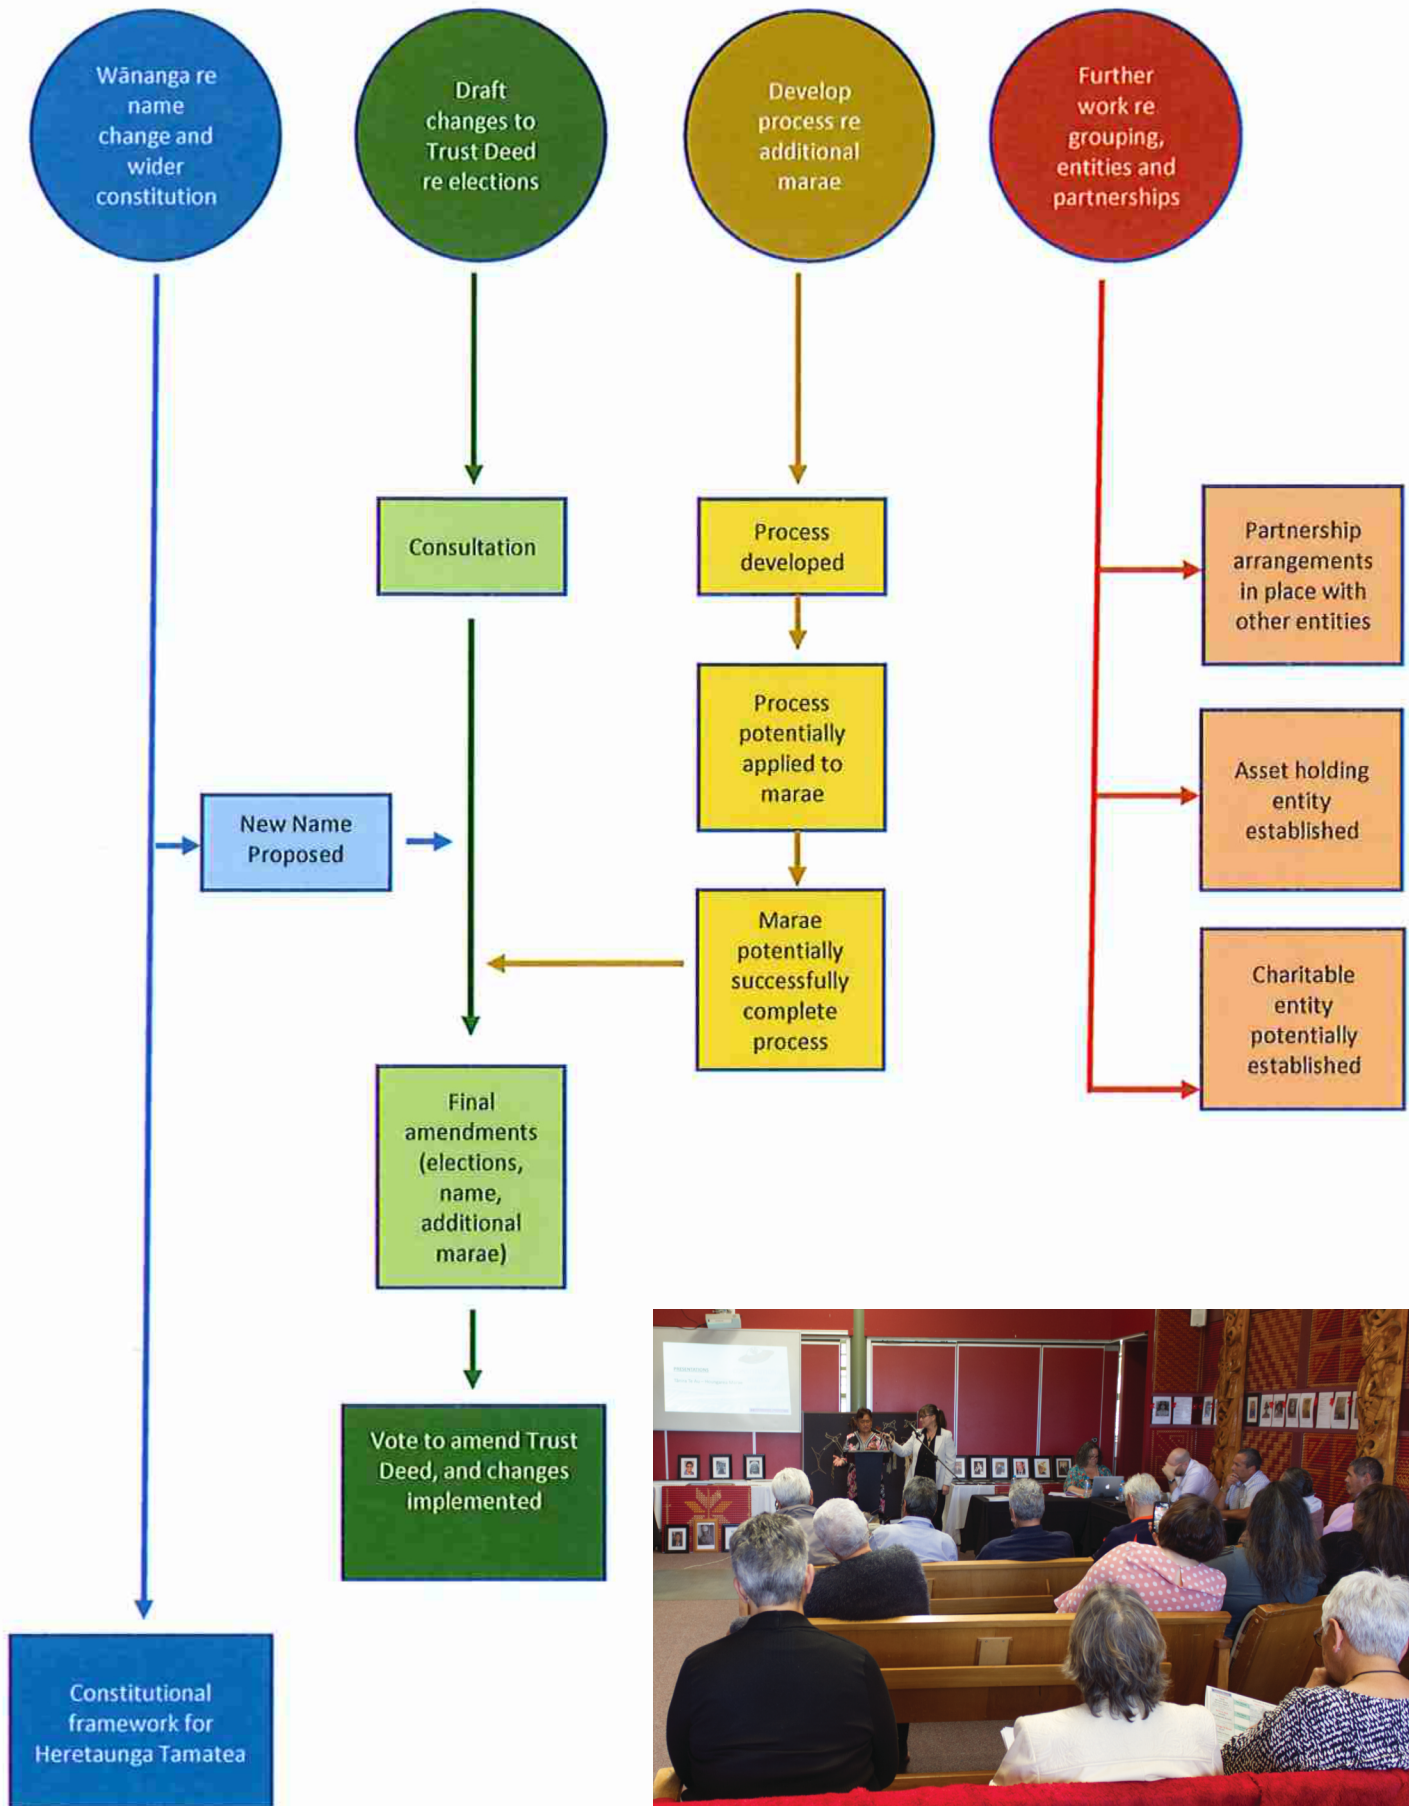 Wānanga re
name
change and
wider
constitution
Draft
changes to
Trust Deed
re elections
Develop
process re
additional
marae
Further
work re
grouping,
entities and
partnerships
Consultation
Process
developed
Partnership
arrangements
in place with
other entities
Process
potentially
applied to
marae
Asset holding
entity
established
New Name
Proposed
Marae
potentially
successfully
complete
process
Charitable
entity
potentially
established
Final
amendments
(elections,
name,
additional
marae)
Vote to amend Trust
Deed, and changes
implemented
Constitutional
framework for
Heretaunga Tamatea